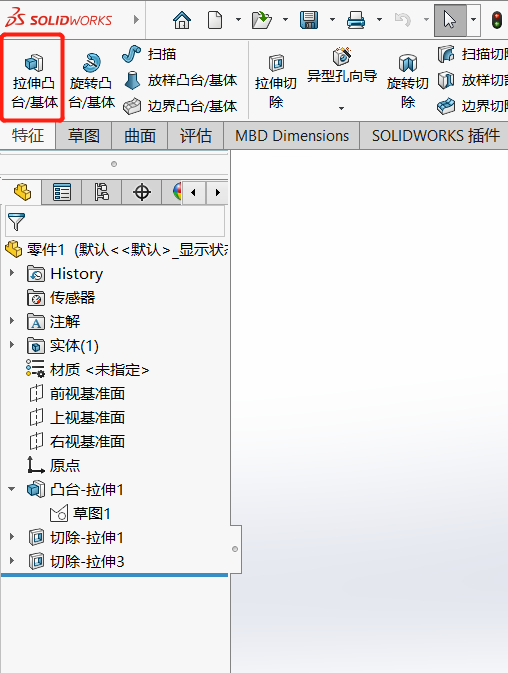 SOLIDWORKS
拉伸凸
台/基体
旋转凸
台/基体
扫描
放样凸台/基体
边界凸台/基体
拉伸切
除
异型孔向导
旋转切
除
扫描切除
放样切割
边界切除
特征
草图
曲面
评估
MBD Dimensions
SOLIDWORKS 插件
零件1 (默认<<默认>_显示状态
History
传感器
注解
实体(1)
材质 <未指定>
前视基准面
上视基准面
右视基准面
原点
凸台-拉伸1
草图1
切除-拉伸1
切除-拉伸3